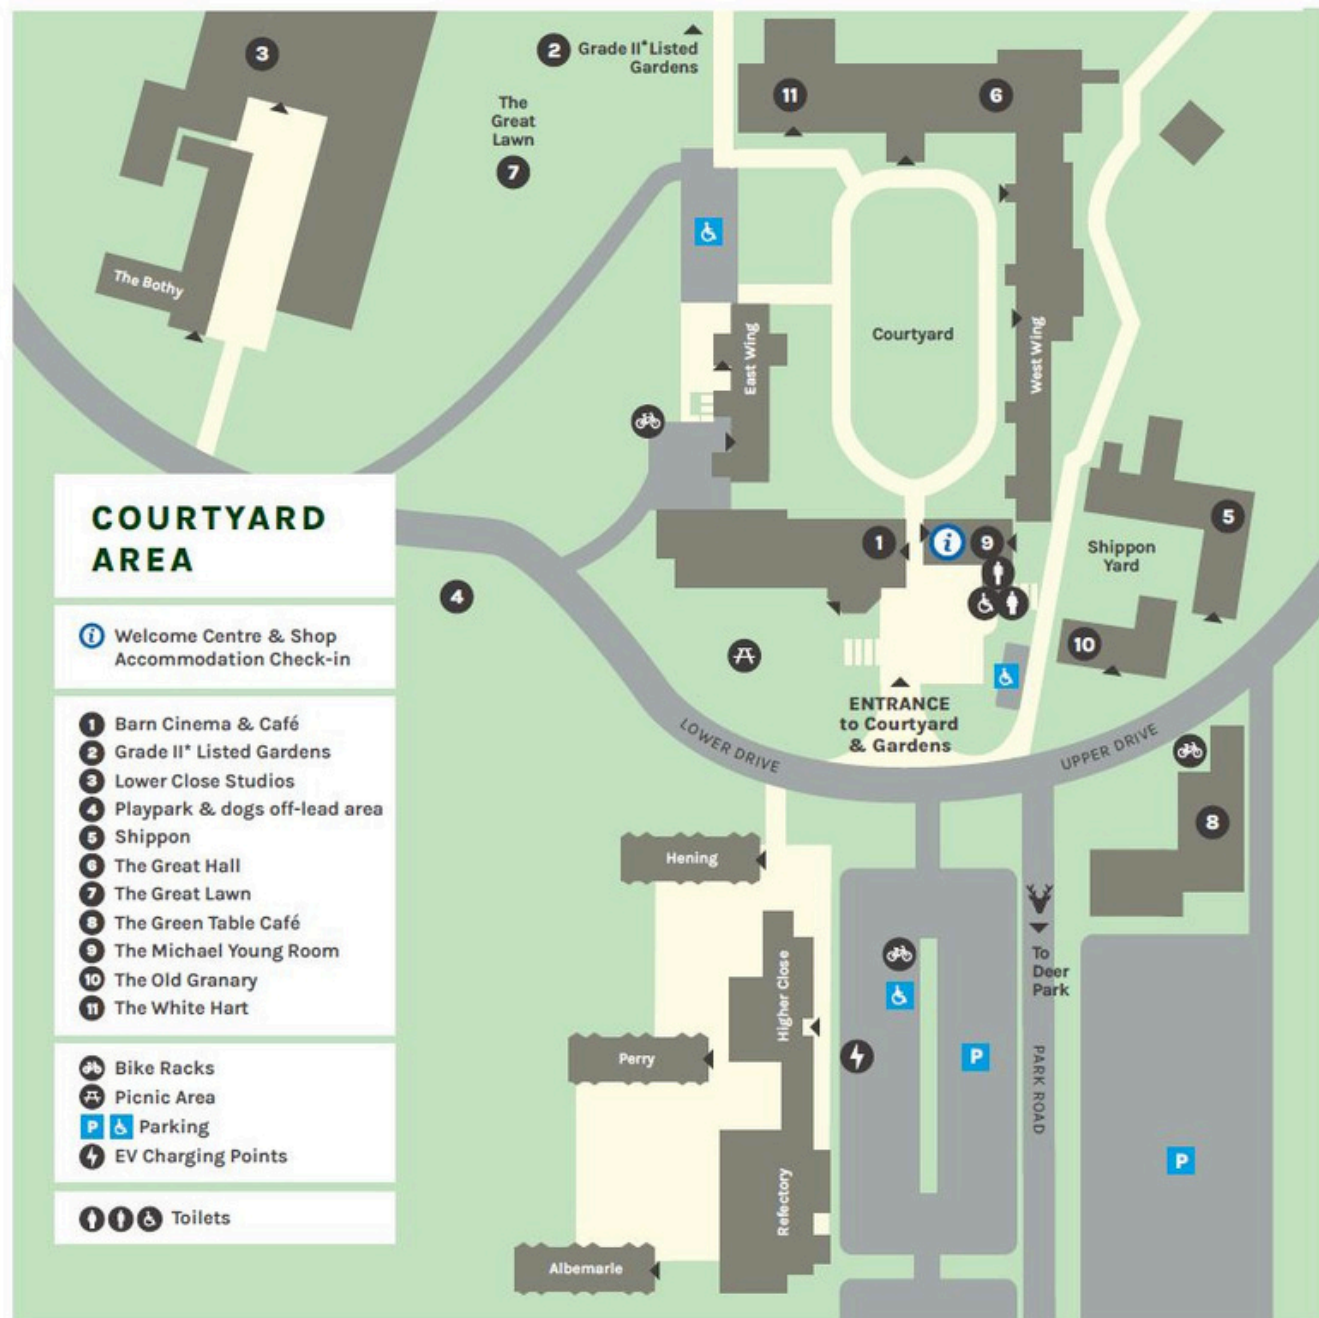 3
2 Grade II* Listed
Gardens
The
Great
Lawn
7
11
6
The Bothy
East Wing
Courtyard
West Wing
1
i
9
5
Shippon
Yard
4
10
ENTRANCE
to Courtyard
& Gardens
LOWER DRIVE
UPPER DRIVE
8
Hening
Higher Close
To
Deer
Park
Perry
P
PARK ROAD
P
Refectory
Albemarle
COURTYARD
AREA
i Welcome Centre & Shop
Accommodation Check-in
1 Barn Cinema & Café
2 Grade II* Listed Gardens
3 Lower Close Studios
4 Playpark & dogs off-lead area
5 Shippon
6 The Great Hall
7 The Great Lawn
8 The Green Table Café
9 The Michael Young Room
10 The Old Granary
11 The White Hart
Bike Racks
Picnic Area
P Parking
EV Charging Points
Toilets